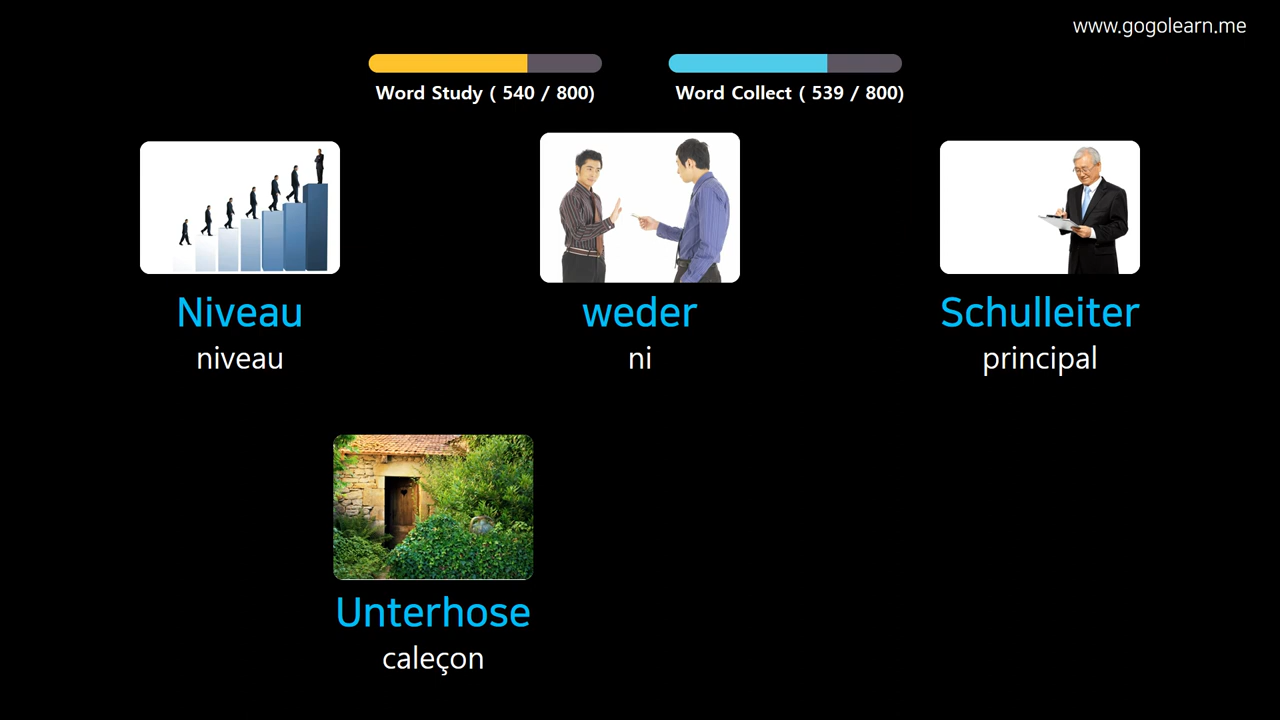 www.gogolearn.me
Word Study ( 540 / 800)
Word Collect ( 539 / 800)
Niveau
niveau
weder
ni
Schulleiter
principal
Unterhose
caleçon